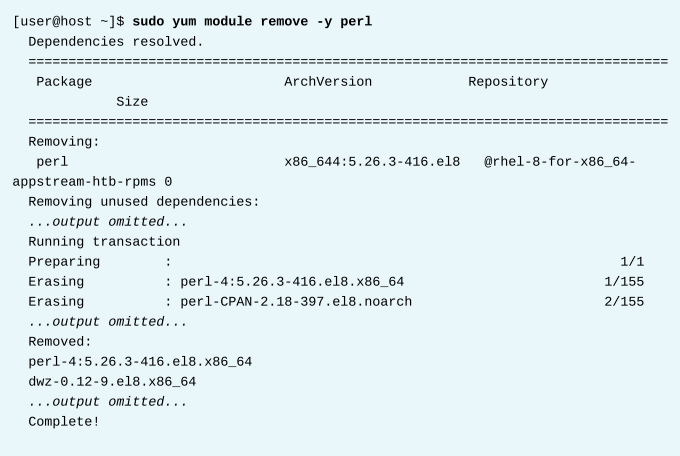 [user@host ~]$ sudo yum module remove -y perl
Dependencies resolved.
================================================================================
Package ArchVersion Repository
Size
================================================================================
Removing:
perl x86_644:5.26.3-416.el8 @rhel-8-for-x86_64-
appstream-htb-rpms 0
Removing unused dependencies:
...output omitted...
Running transaction
Preparing : 1/1
Erasing : perl-4:5.26.3-416.el8.x86_64 1/155
Erasing : perl-CPAN-2.18-397.el8.noarch 2/155
...output omitted...
Removed:
perl-4:5.26.3-416.el8.x86_64
dwz-0.12-9.el8.x86_64
...output omitted...
Complete!